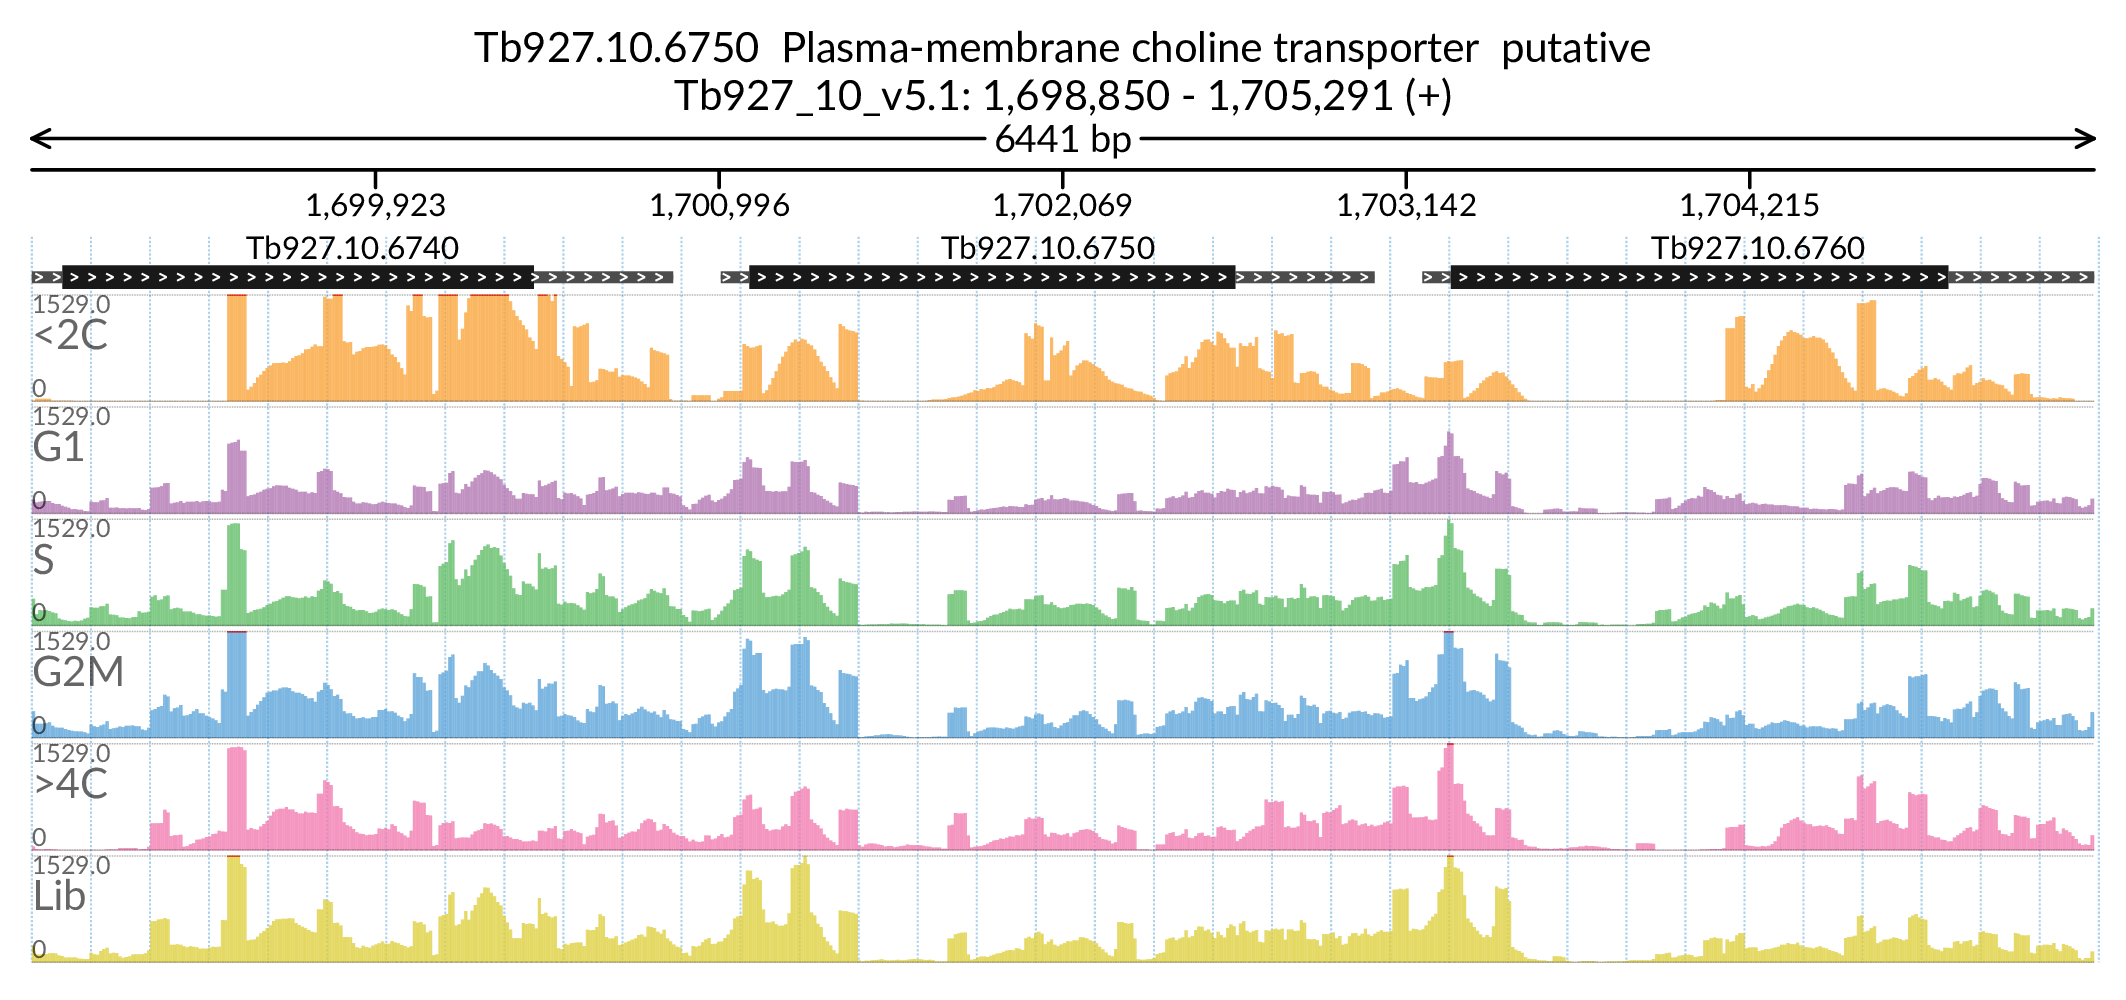 Tb927.10.6750 Plasma-membrane choline transporter putative
Tb927_10_v5.1: 1,698,850 - 1,705,291 (+)
6441 bp
1,699,923 1,700,996 1,702,069 1,703,142 1,704,215
Tb927.10.6740 Tb927.10.6750 Tb927.10.6760
1529.0
<2C
0
1529.0
G1
0
1529.0
S
0
1529.0
G2M
0
1529.0
>4C
0
1529.0
Lib
0